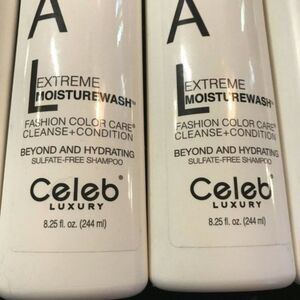 A
L
EXTREME
MOISTUREWASH™
FASHION COLOR CARE®
CLEANSE+CONDITION
BEYOND AND HYDRATING
SULFATE-FREE SHAMPOO
Celeb®
LUXURY
8.25 fl. oz. (244 ml)
A
L
EXTREME
MOISTUREWASH™
FASHION COLOR CARE®
CLEANSE+CONDITION
BEYOND AND HYDRATING
SULFATE-FREE SHAMPOO
Celeb®
LUXURY
8.25 fl. oz. (244 ml)